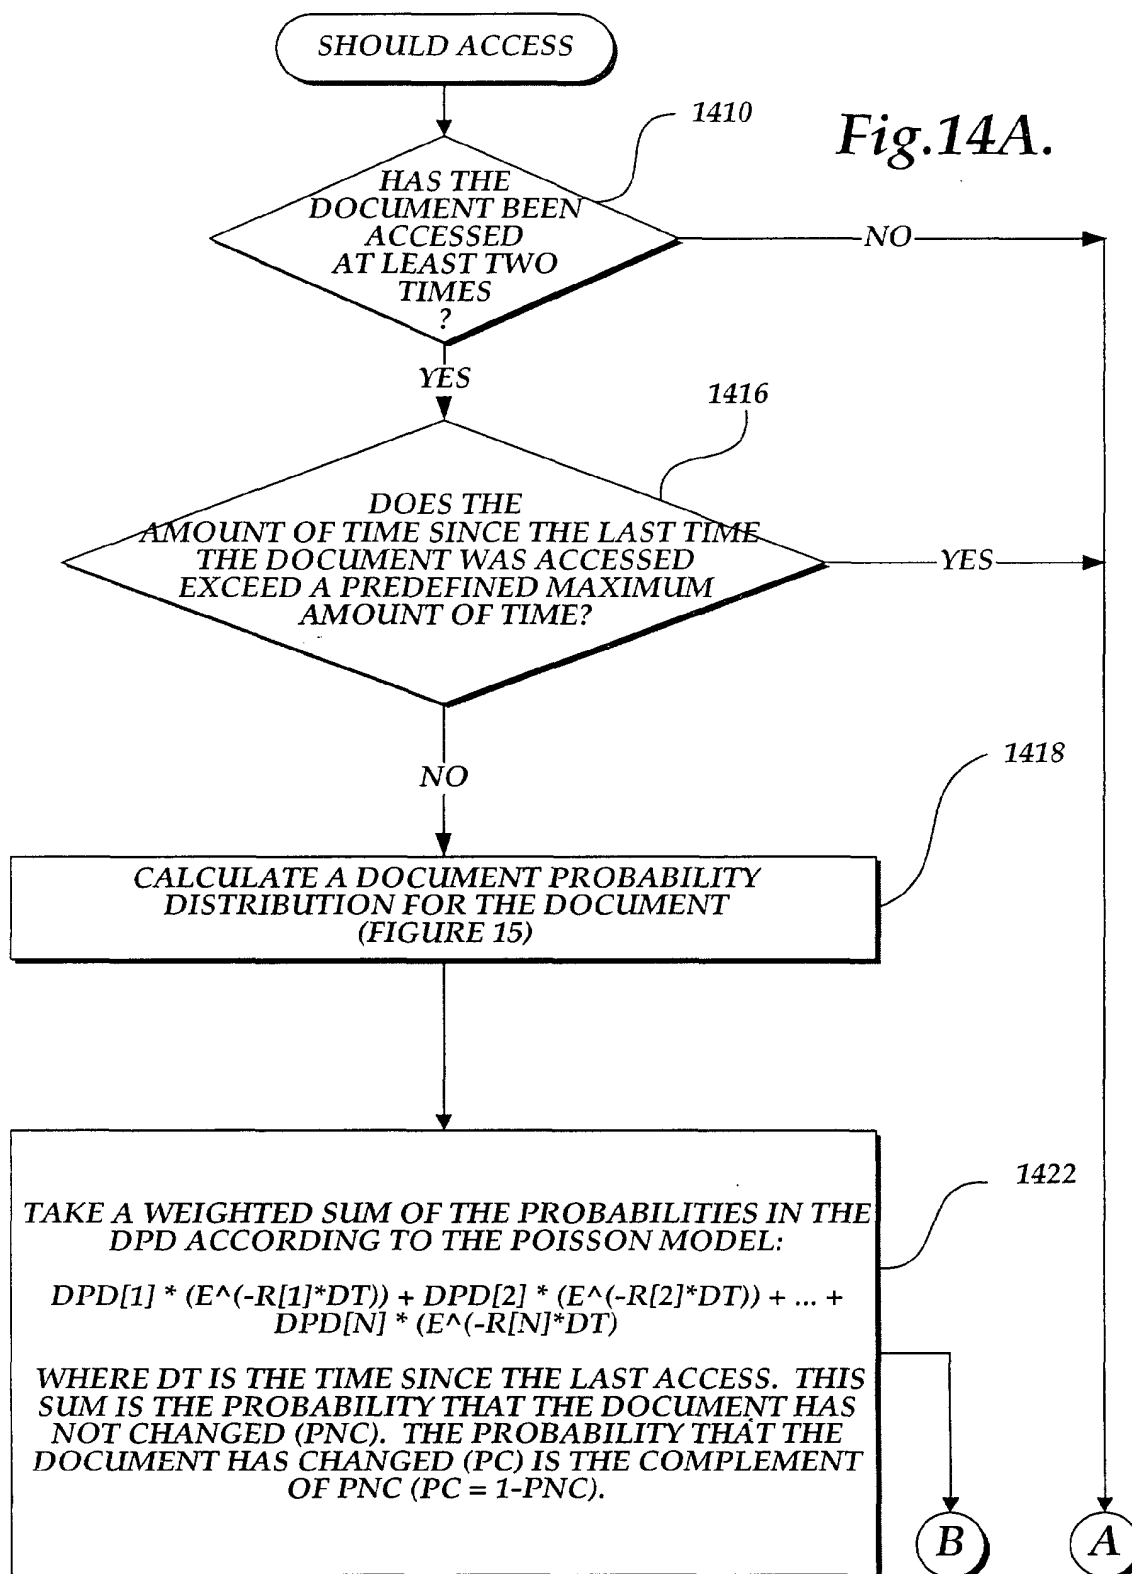 SHOULD ACCESS
1410
Fig.14A.
HAS THE
DOCUMENT BEEN
ACCESSED
AT LEAST TWO
TIMES
?
NO
YES
1416
DOES THE
AMOUNT OF TIME SINCE THE LAST TIME
THE DOCUMENT WAS ACCESSED
EXCEED A PREDEFINED MAXIMUM
AMOUNT OF TIME?
YES
NO
1418
CALCULATE A DOCUMENT PROBABILITY
DISTRIBUTION FOR THE DOCUMENT
(FIGURE 15)
1422
TAKE A WEIGHTED SUM OF THE PROBABILITIES IN THE
DPD ACCORDING TO THE POISSON MODEL:
DPD[1] * (E^(-R[1]*DT)) + DPD[2] * (E^(-R[2]*DT)) + ... +
DPD[N] * (E^(-R[N]*DT)
WHERE DT IS THE TIME SINCE THE LAST ACCESS. THIS
SUM IS THE PROBABILITY THAT THE DOCUMENT HAS
NOT CHANGED (PNC). THE PROBABILITY THAT THE
DOCUMENT HAS CHANGED (PC) IS THE COMPLEMENT
OF PNC (PC = 1-PNC).
B
A